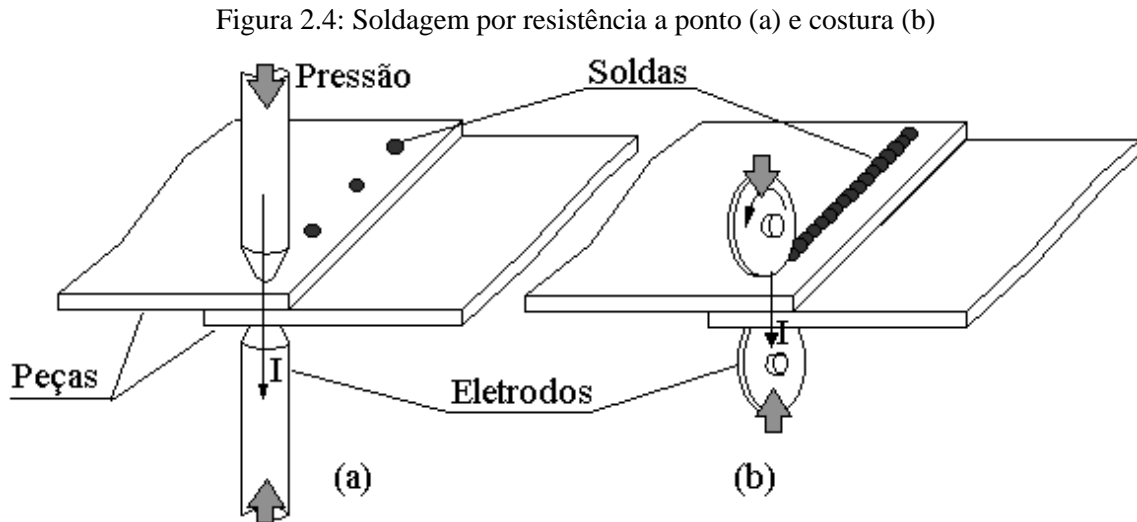 Figura 2.4: Soldagem por resistência a ponto (a) e costura (b)
Pressão
Soldas
Peças
I
Eletrodos
I
(a)
(b)